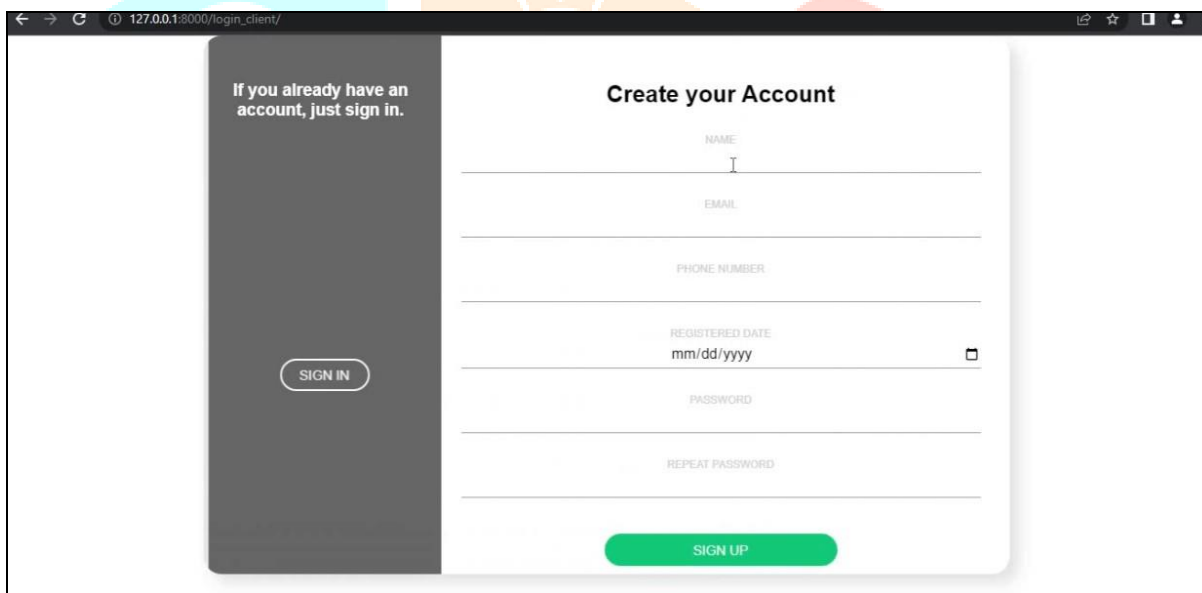 127.0.0.1:8000/login_client/
If you already have an
account, just sign in.
SIGN IN
Create your Account
NAME
EMAIL
PHONE NUMBER
REGISTERED DATE
mm/dd/yyyy
PASSWORD
REPEAT PASSWORD
SIGN UP